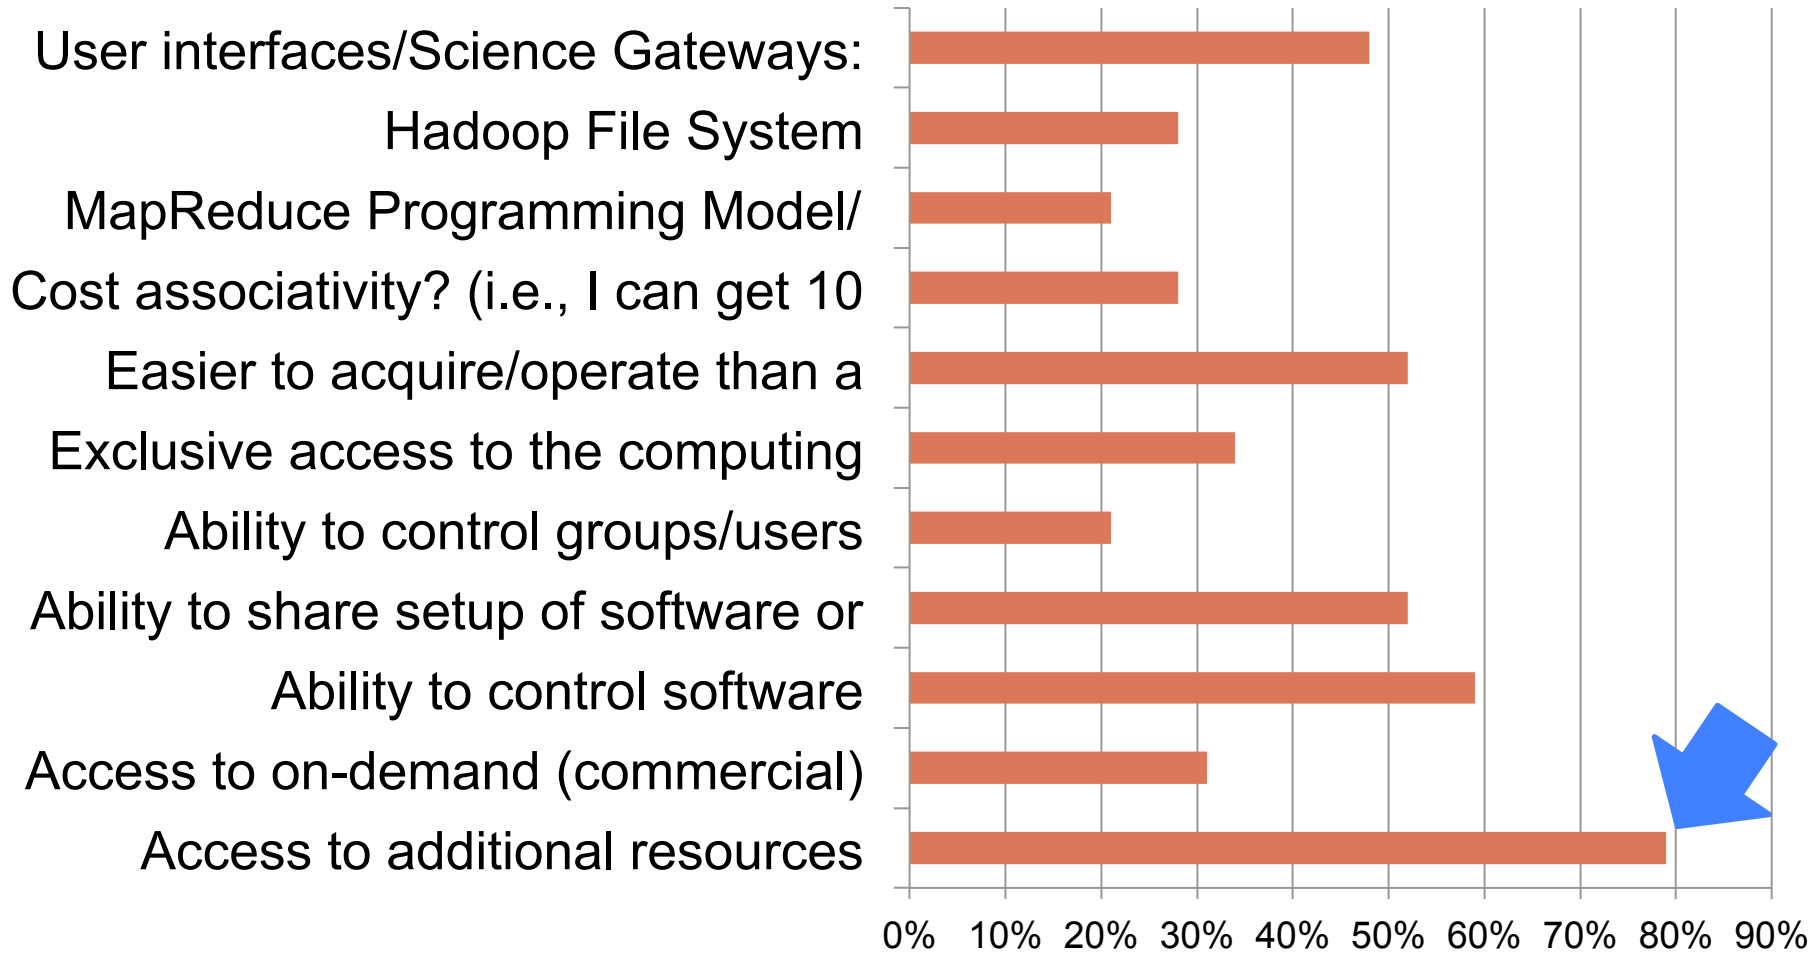 User interfaces/Science Gateways:
Hadoop File System
MapReduce Programming Model/
Cost associativity? (i.e., I can get 10
Easier to acquire/operate than a
Exclusive access to the computing
Ability to control groups/users
Ability to share setup of software or
Ability to control software
Access to on-demand (commercial)
Access to additional resources
0% 10% 20% 30% 40% 50% 60% 70% 80% 90%